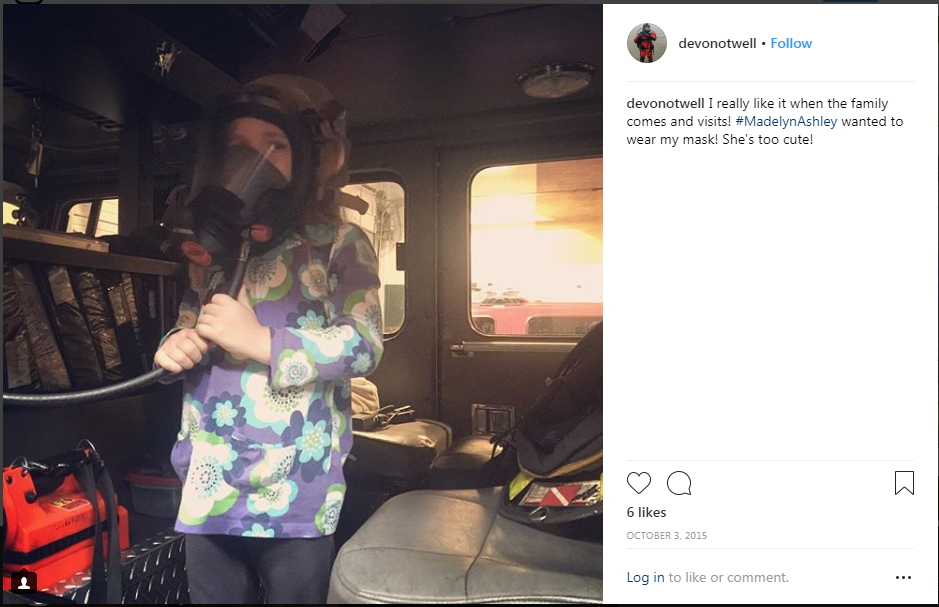 devonotwell • Follow
devonotwell I really like it when the family
comes and visits! #MadelynAshley wanted to
wear my mask! She's too cute!
6 likes
OCTOBER 3, 2015
Log in to like or comment.